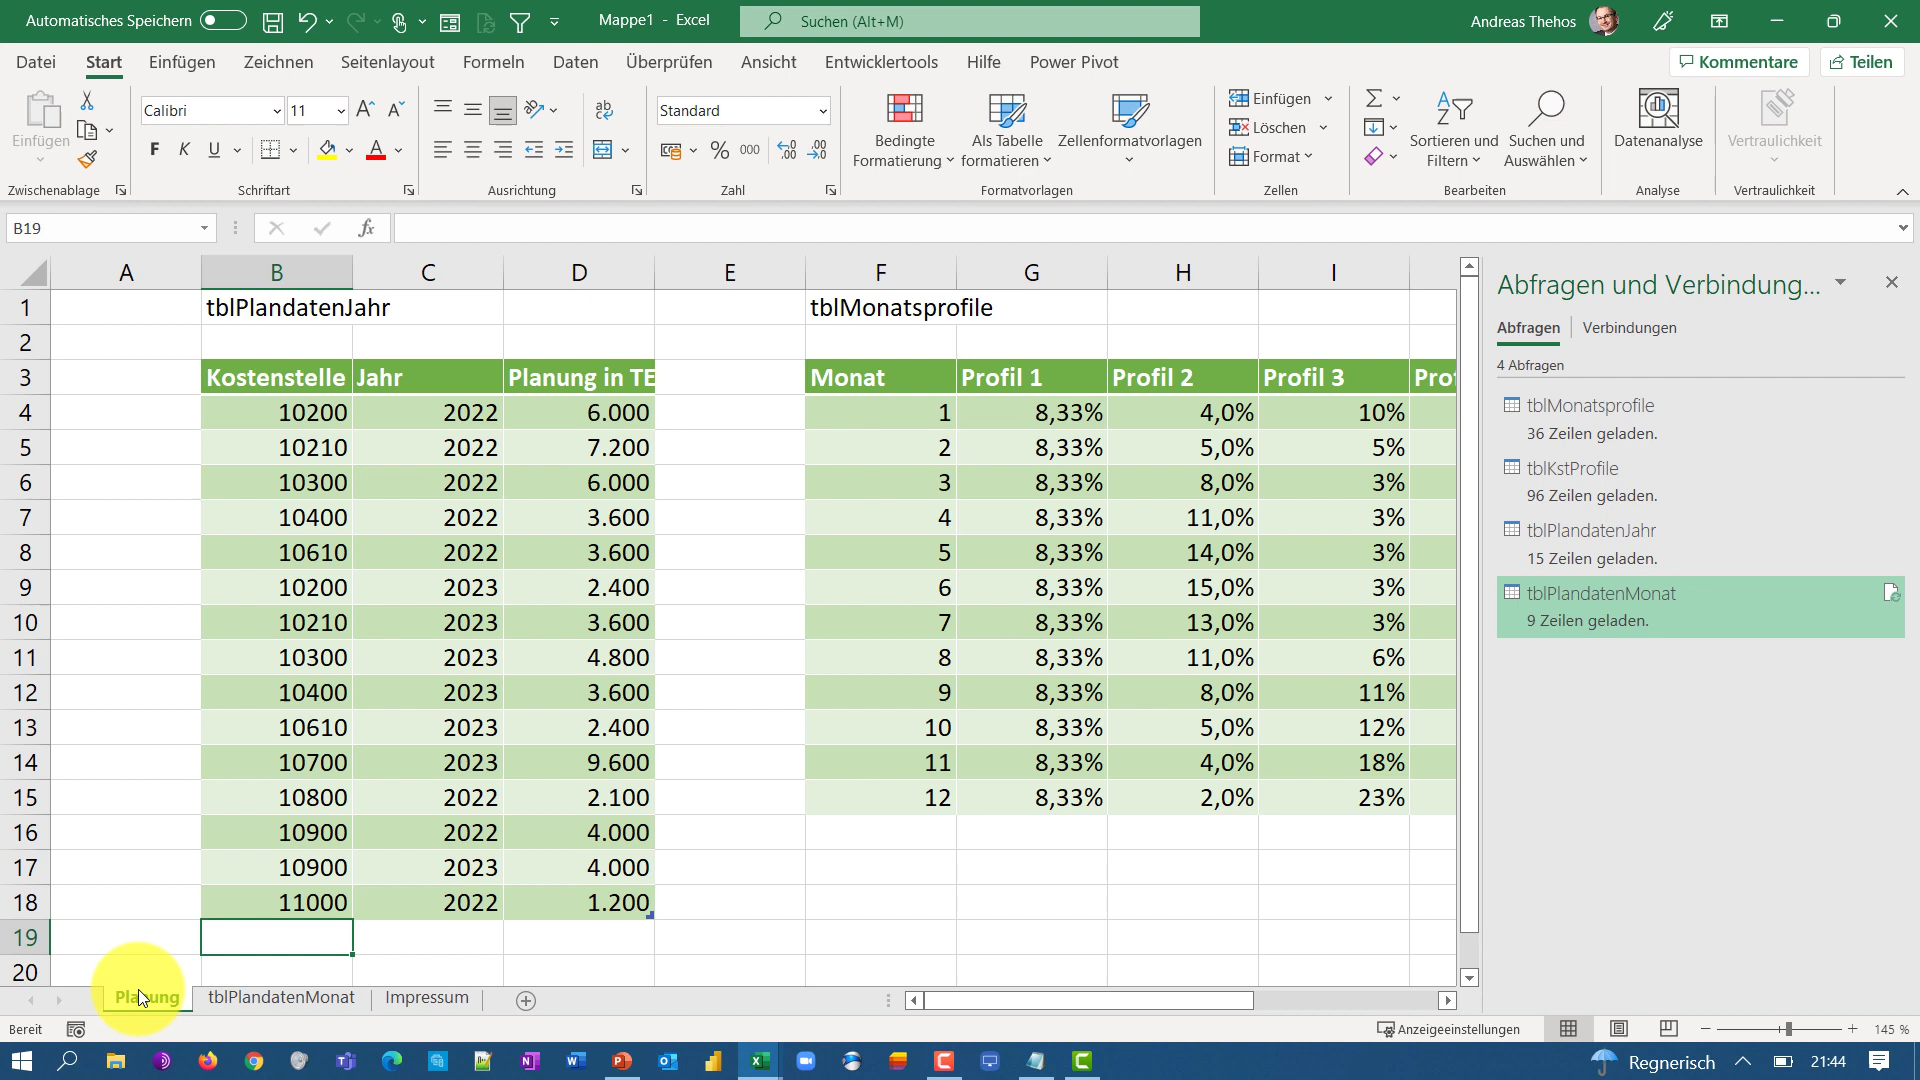 Automatisches Speichern
Mappe1 - Excel
Suchen (Alt+M)
Andreas Thehos
Datei Start Einfügen Zeichnen Seitenlayout Formeln Daten Überprüfen Ansicht Entwicklertools Hilfe Power Pivot
Kommentare Teilen
Einfügen
Calibri 11
F K U
Standard
% 000
Bedingte Formatierung
Als Tabelle formatieren
Zellenformatvorlagen
Einfügen
Löschen
Format
Sortieren und Filtern
Suchen und Auswählen
Datenanalyse
Vertraulichkeit
Zwischenablage Schriftart Ausrichtung Zahl Formatvorlagen Zellen Bearbeiten Analyse Vertraulichkeit
B19 fx
A B C D E F G H I
1 tblPlandatenJahr tblMonatsprofile
2
3 Kostenstelle Jahr Planung in TE Monat Profil 1 Profil 2 Profil 3
4 10200 2022 6.000 1 8,33% 4,0% 10%
5 10210 2022 7.200 2 8,33% 5,0% 5%
6 10300 2022 6.000 3 8,33% 8,0% 3%
7 10400 2022 3.600 4 8,33% 11,0% 3%
8 10610 2022 3.600 5 8,33% 14,0% 3%
9 10200 2023 2.400 6 8,33% 15,0% 3%
10 10210 2023 3.600 7 8,33% 13,0% 3%
11 10300 2023 4.800 8 8,33% 11,0% 6%
12 10400 2023 3.600 9 8,33% 8,0% 11%
13 10610 2023 2.400 10 8,33% 5,0% 12%
14 10700 2023 9.600 11 8,33% 4,0% 18%
15 10800 2022 2.100 12 8,33% 2,0% 23%
16 10900 2022 4.000
17 10900 2023 4.000
18 11000 2022 1.200
19
20
Abfragen und Verbindung...
Abfragen Verbindungen
4 Abfragen
tblMonatsprofile
36 Zeilen geladen.
tblKstProfile
96 Zeilen geladen.
tblPlandatenJahr
15 Zeilen geladen.
tblPlandatenMonat
9 Zeilen geladen.
Planung tblPlandatenMonat Impressum
Bereit
Anzeigeeinstellungen
145 %
Regnerisch
21:44